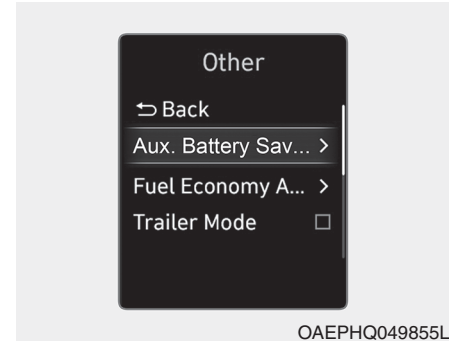 Other
Back
Aux. Battery Sav... >
Fuel Economy A... >
Trailer Mode
OAEPHQ049855L